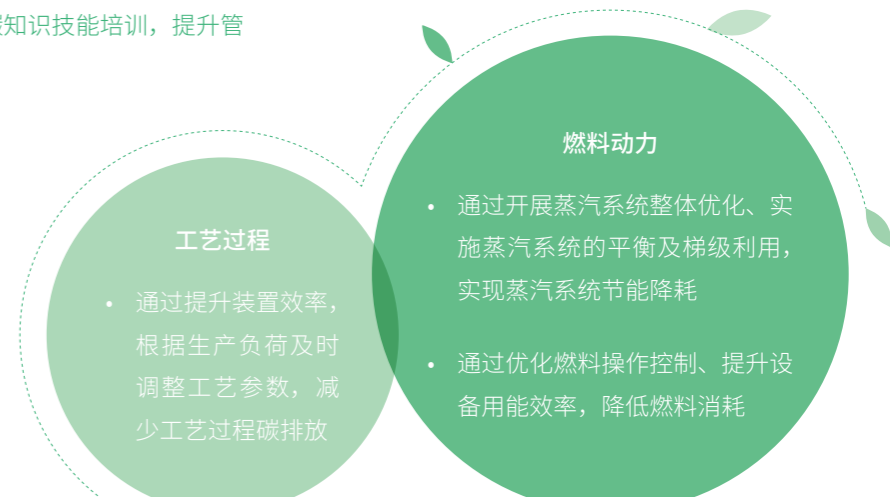 知识技能培训，提升管
燃料动力
• 通过开展蒸汽系统整体优化、实
施蒸汽系统的平衡及梯级利用，
实现蒸汽系统节能降耗
• 通过优化燃料操作控制、提升设
备用能效率，降低燃料消耗
工艺过程
• 通过提升装置效率，
根据生产负荷及时
调整工艺参数，减
少工艺过程碳排放